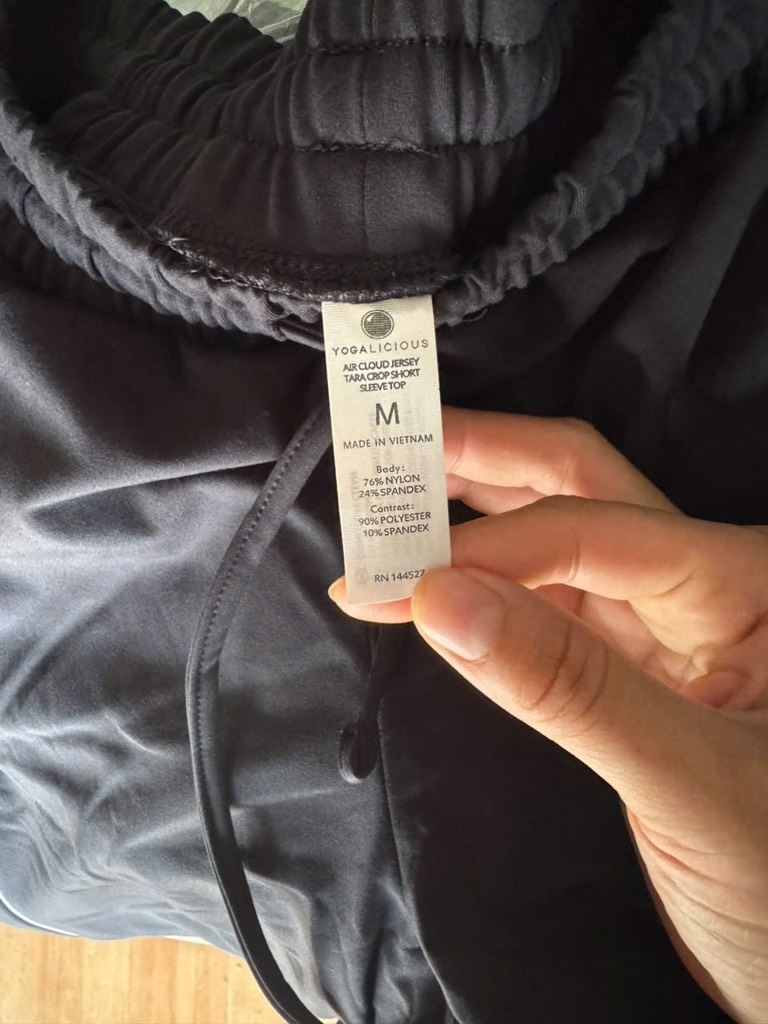 YOGALICIOUS
AIR CLOUD JERSEY
TARA CROP SHORT
SLEEVE TOP
M
MADE IN VIETNAM
Body:
76% NYLON
24% SPANDEX
Contrast:
90% POLYESTER
10% SPANDEX
RN 144527